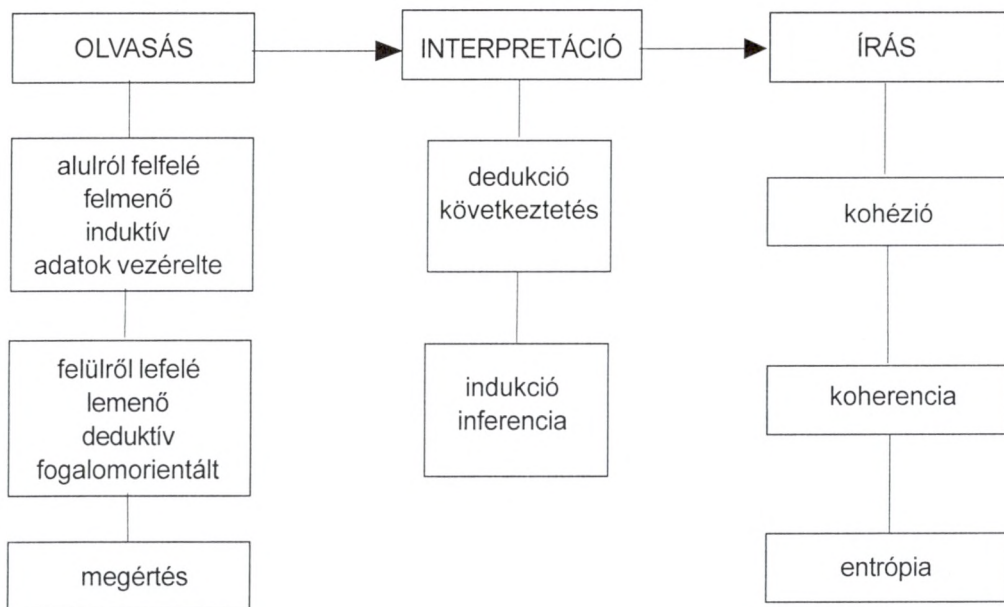 OLVASÁS
INTERPRETÁCIÓ
ÍRÁS
alulról felfelé
felmenő
induktív
adatok vezérelte
felülről lefelé
lemenő
deduktív
fogalomorientált
megértés
dedukció
következtetés
indukció
inferencia
kohézió
koherencia
entrópia